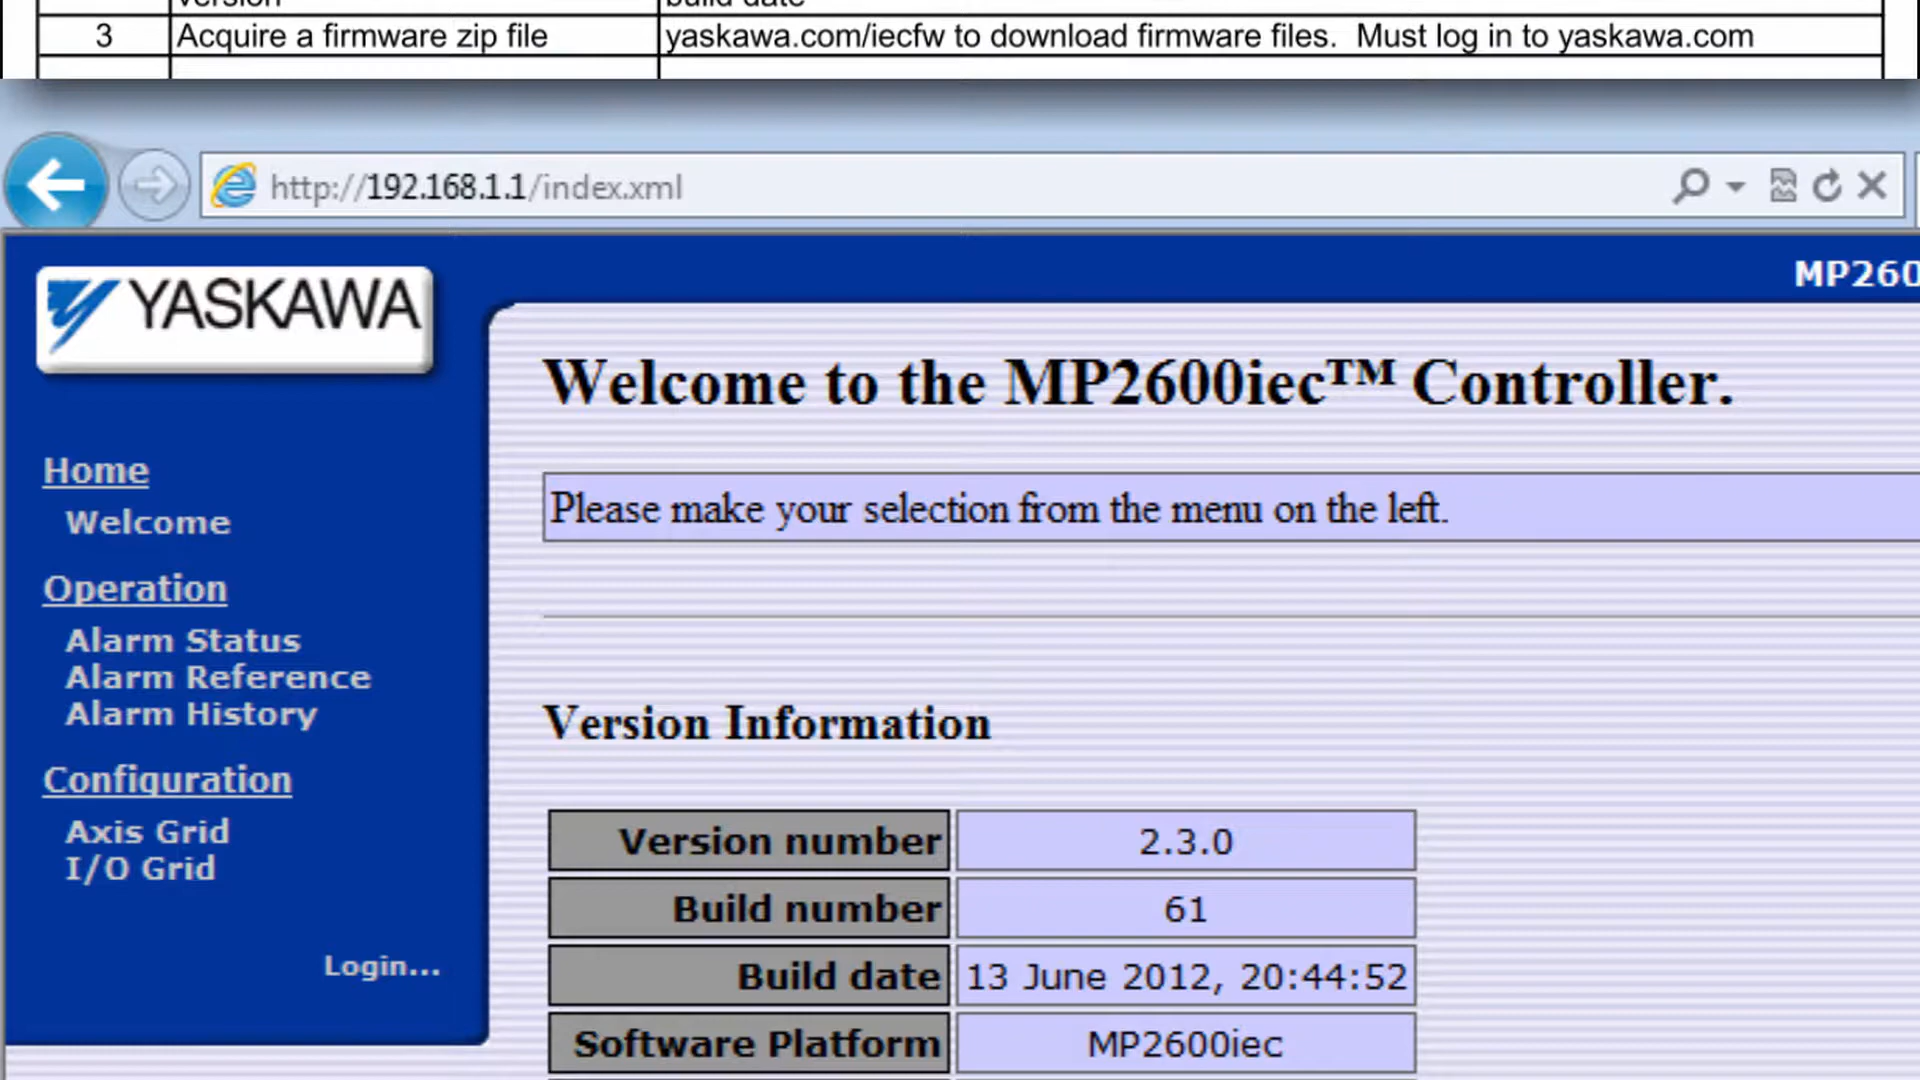 version build date
3 Acquire a firmware zip file yaskawa.com/iecfw to download firmware files. Must log in to yaskawa.com
http://192.168.1.1/index.xml
MP260
YASKAWA
Welcome to the MP2600iec™ Controller.
Home
Please make your selection from the menu on the left.
Welcome
Operation
Alarm Status
Alarm Reference
Alarm History
Version Information
Configuration
Axis Grid
Version number 2.3.0
I/O Grid
Build number 61
Login...
Build date 13 June 2012, 20:44:52
Software Platform MP2600iec